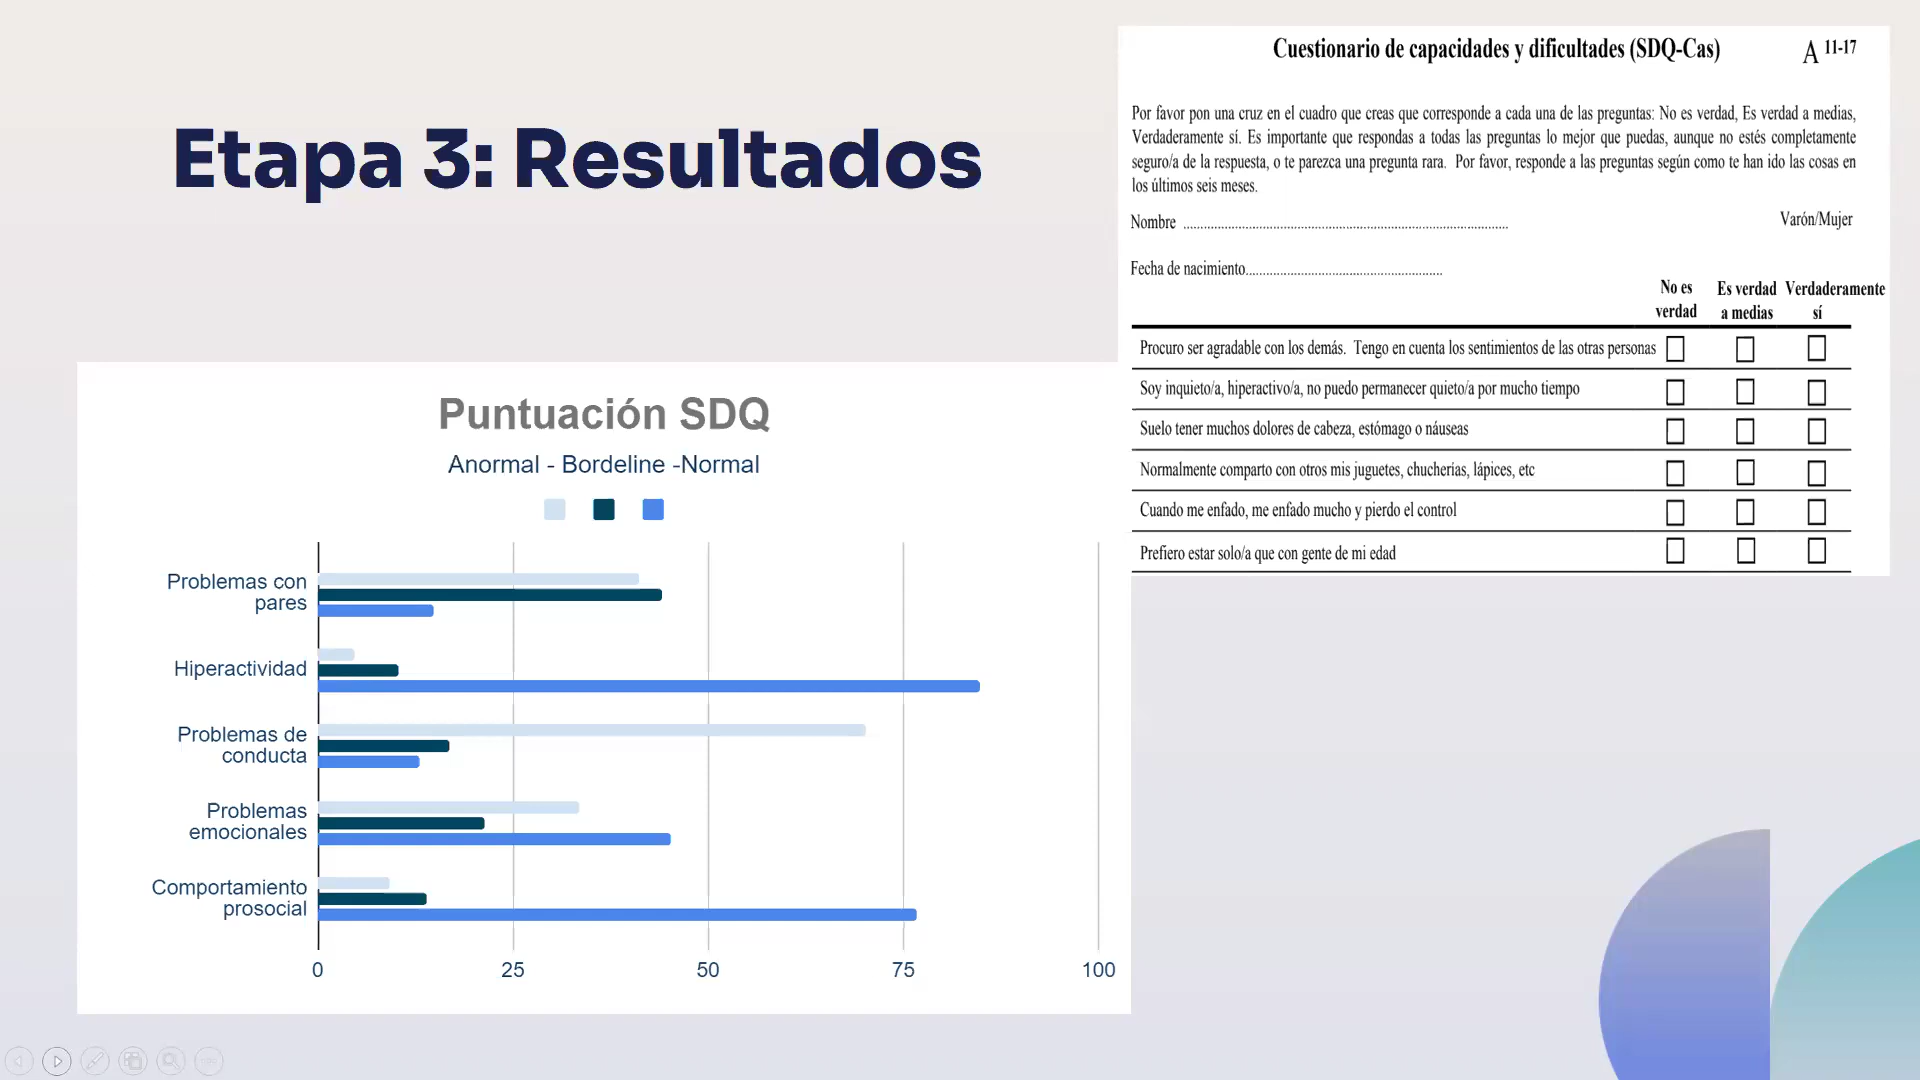 Etapa 3: Resultados
Cuestionario de capacidades y dificultades (SDQ-Cas)
A 11-17
Por favor pon una cruz en el cuadro que creas que corresponde a cada una de las preguntas: No es verdad, Es verdad a medias,
Verdaderamente sí. Es importante que respondas a todas las preguntas lo mejor que puedas, aunque no estés completamente
seguro/a de la respuesta, o te parezca una pregunta rara. Por favor, responde a las preguntas según como te han ido las cosas en
los últimos seis meses.
Nombre ................................................................................................
Varón/Mujer
Fecha de nacimiento..........................................................
No es
verdad
Es verdad
a medias
Verdaderamente
sí
Procuro ser agradable con los demás. Tengo en cuenta los sentimientos de las otras personas
Soy inquieto/a, hiperactivo/a, no puedo permanecer quieto/a por mucho tiempo
Suelo tener muchos dolores de cabeza, estómago o náuseas
Normalmente comparto con otros mis juguetes, chucherías, lápices, etc
Cuando me enfado, me enfado mucho y pierdo el control
Prefiero estar solo/a que con gente de mi edad
Puntuación SDQ
Anormal - Bordeline -Normal
Problemas con
pares
Hiperactividad
Problemas de
conducta
Problemas
emocionales
Comportamiento
prosocial
0
25
50
75
100